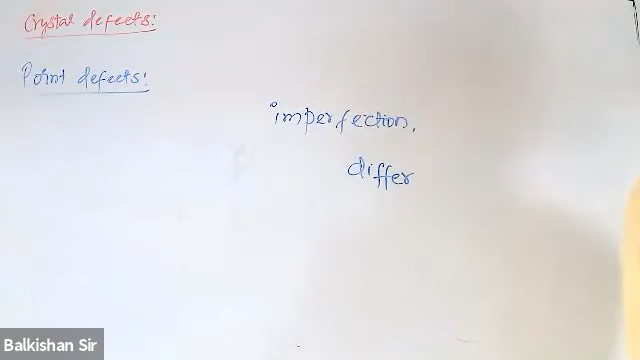 Crystal defects:
Point defects:
imperfection.
differ
Balkishan Sir